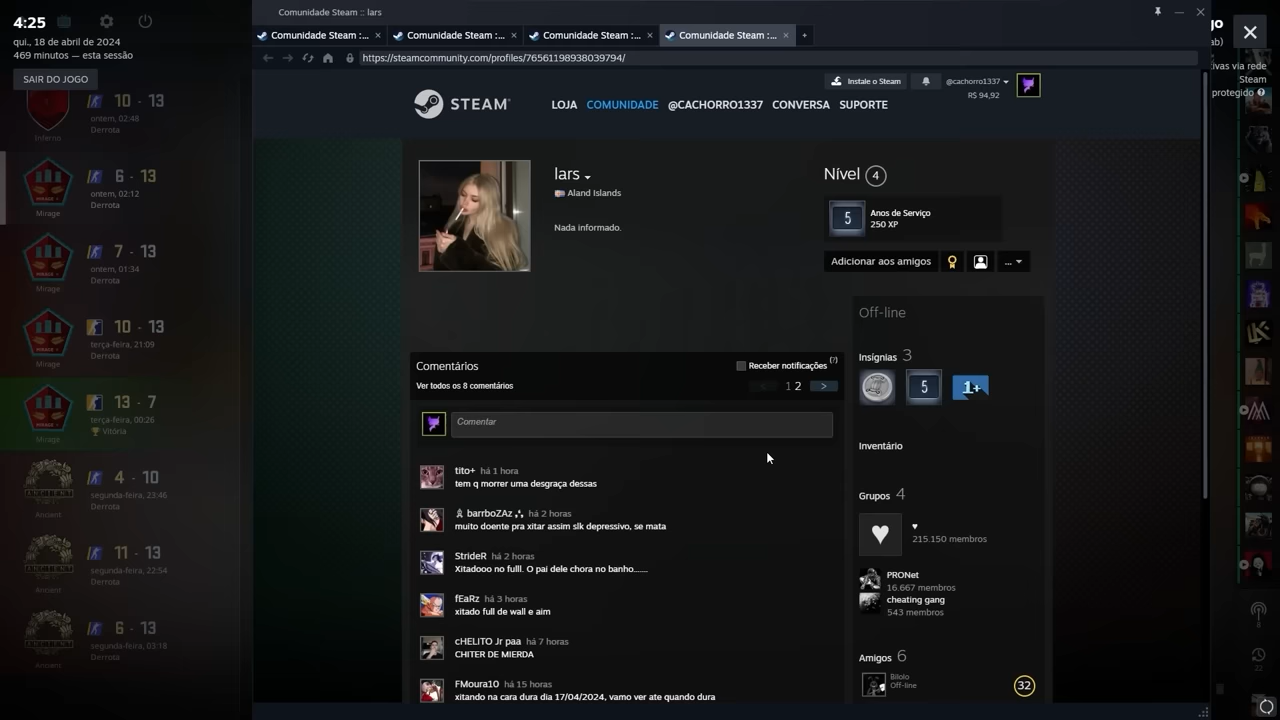 4:25
qui., 18 de abril de 2024
469 minutos — esta sessão
SAIR DO JOGO
10 - 13
ontem, 02:48
Derrota
Inferno
6 - 13
ontem, 02:12
Derrota
Mirage
7 - 13
ontem, 01:34
Derrota
Mirage
10 - 13
terça-feira, 21:09
Derrota
Mirage
13 - 7
terça-feira, 00:26
Vitória
Mirage
4 - 10
segunda-feira, 23:46
Derrota
Ancient
11 - 13
segunda-feira, 22:54
Derrota
Ancient
6 - 13
segunda-feira, 03:18
Derrota
Ancient
Comunidade Steam :: lars
Comunidade Steam :...
Comunidade Steam :...
Comunidade Steam :...
Comunidade Steam :...
https://steamcommunity.com/profiles/76561198938039794/
Instale o Steam
@cachorro1337
R$ 94,92
STEAM
LOJA COMUNIDADE @CACHORRO1337 CONVERSA SUPORTE
lars
Aland Islands
Nada informado.
Nível 4
5
Anos de Serviço
250 XP
Adicionar aos amigos
...
Off-line
Insígnias 3
5
1+
Inventário
Grupos 4
♥
215.150 membros
PRONet
16.667 membros
cheating gang
543 membros
Amigos 6
Bilolo
Off-line
32
Comentários
Receber notificações (?)
Ver todos os 8 comentários
< 1 2 >
Comentar
tito+ há 1 hora
tem q morrer uma desgraça dessas
barrboZAz há 2 horas
muito doente pra xitar assim slk depressivo, se mata
StrideR há 2 horas
Xitadooo no fulll. O pai dele chora no banho......
fEaRz há 3 horas
xitado full de wall e aim
cHELITO Jr paa há 7 horas
CHITER DE MIERDA
FMoura10 há 15 horas
xitando na cara dura dia 17/04/2024, vamo ver ate quando dura
go
ab)
ivas via rede
Steam
protegido
22